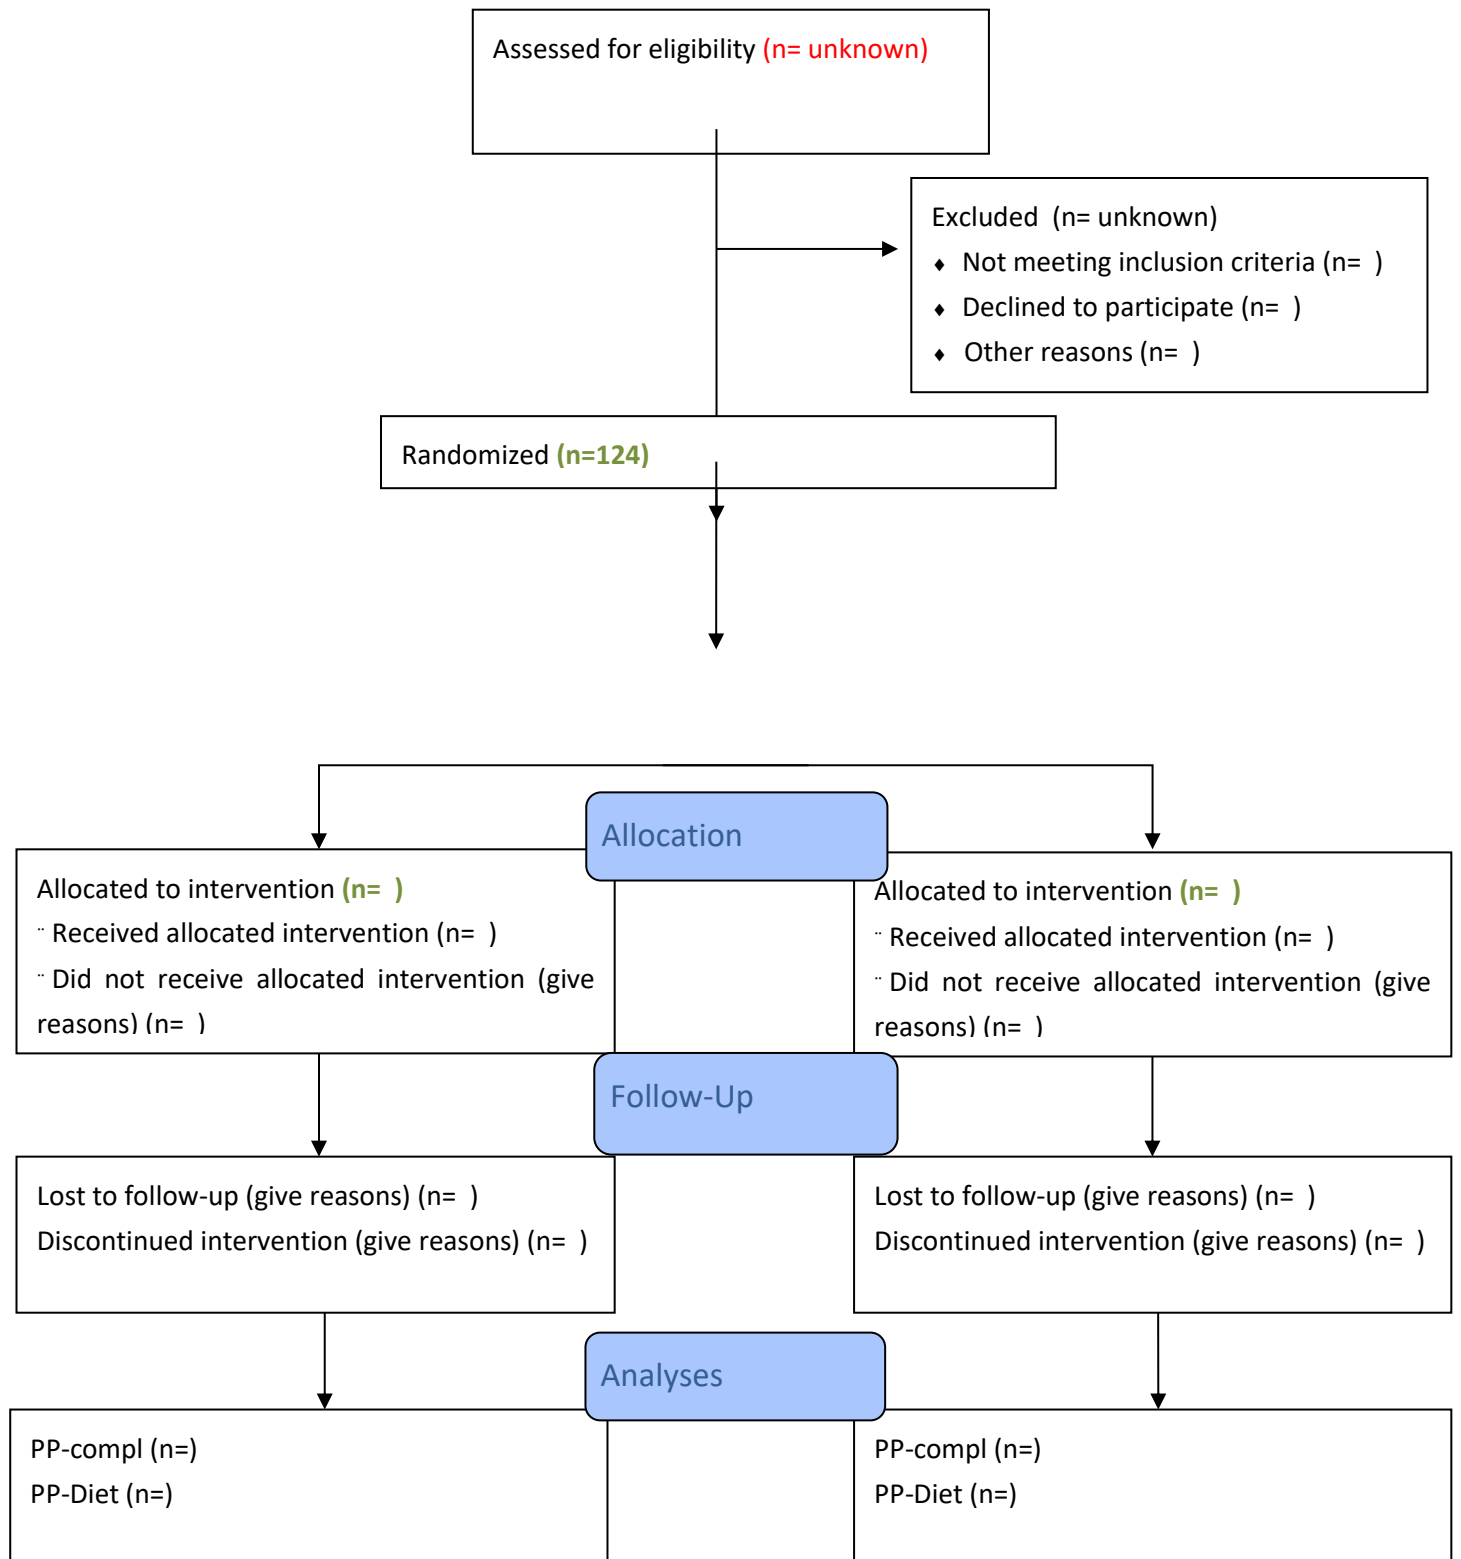 Assessed for eligibility (n= unknown)
Excluded  (n= unknown)
♦ Not meeting inclusion criteria (n=  )
♦ Declined to participate (n=  )
♦ Other reasons (n=  )
Randomized (n=124)
Allocation
Allocated to intervention (n=  )
¨ Received allocated intervention (n=  )
¨ Did not receive allocated intervention (give
reasons) (n=  )
Allocated to intervention (n=  )
¨ Received allocated intervention (n=  )
¨ Did not receive allocated intervention (give
reasons) (n=  )
Follow-Up
Lost to follow-up (give reasons) (n=  )
Discontinued intervention (give reasons) (n=  )
Lost to follow-up (give reasons) (n=  )
Discontinued intervention (give reasons) (n=  )
Analyses
PP-compl (n=)
PP-Diet (n=)
PP-compl (n=)
PP-Diet (n=)